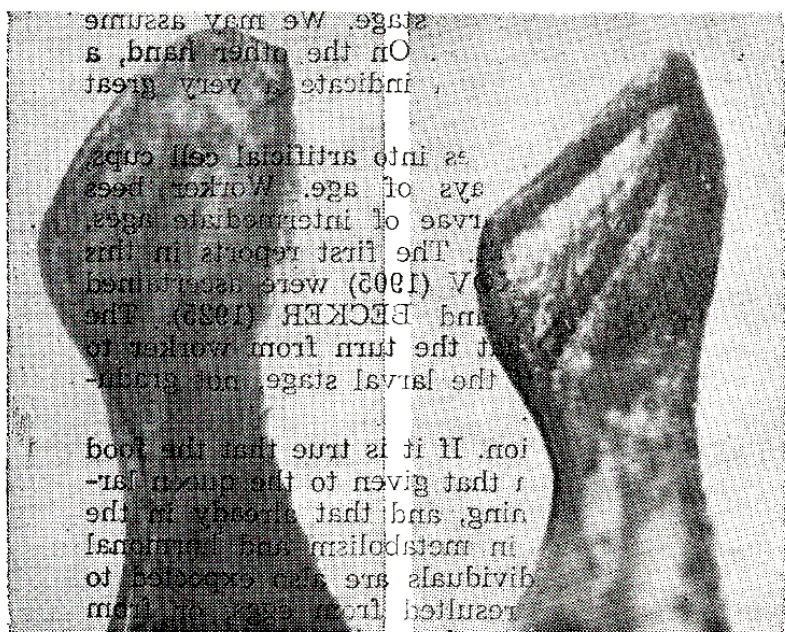 stage. We may assume
. On the other hand, a
indicate a very great
es into artificial cell cups,
ays of age. Worker bees
rvae of intermediate ages.
. The first reports in this
OV (1905) were ascertained
and BECKER (1925). The
at the turn from worker to
the larval stage, not gradu-
ion. If it is true that the food
that given to the queen lar-
ning, and that already in the
in metabolism and hormonal
dividuals are also expected to
resulted from eggs or from